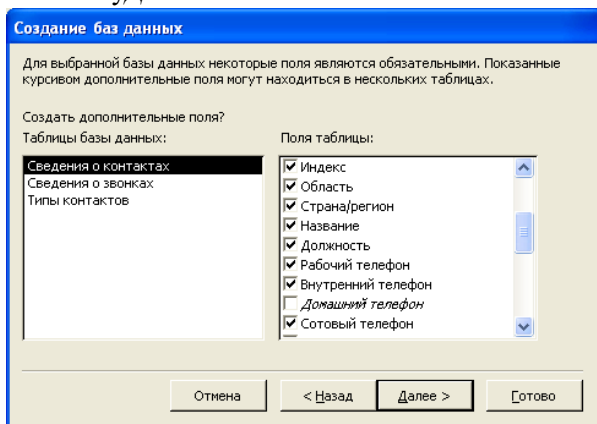 Создание баз данных
Для выбранной базы данных некоторые поля являются обязательными. Показанные
курсивом дополнительные поля могут находиться в нескольких таблицах.
Создать дополнительные поля?
Таблицы базы данных:
Поля таблицы:
Сведения о контактах
Сведения о звонках
Типы контактов
Индекс
Область
Страна/регион
Название
Должность
Рабочий телефон
Внутренний телефон
Домашний телефон
Сотовый телефон
Отмена
< Назад
Далее >
Готово